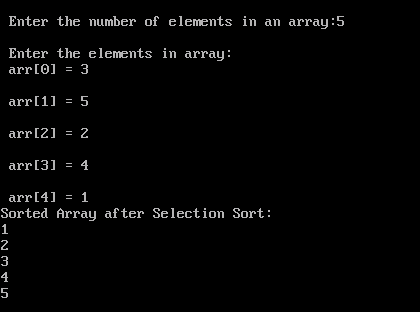 Enter the number of elements in an array:5
Enter the elements in array:
arr[0] = 3
arr[1] = 5
arr[2] = 2
arr[3] = 4
arr[4] = 1
Sorted Array after Selection Sort:
1
2
3
4
5